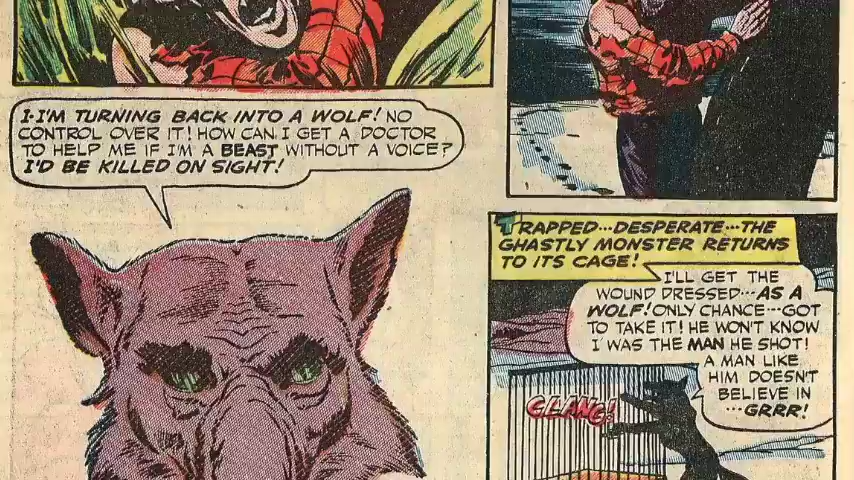 I-I'M TURNING BACK INTO A WOLF! NO
CONTROL OVER IT! HOW CAN I GET A DOCTOR
TO HELP ME IF I'M A BEAST WITHOUT A VOICE?
I'D BE KILLED ON SIGHT!
TRAPPED---DESPERATE---THE
GHASTLY MONSTER RETURNS
TO ITS CAGE!
I'LL GET THE
WOUND DRESSED---AS A
WOLF! ONLY CHANCE---GOT
TO TAKE IT! HE WON'T KNOW
I WAS THE MAN HE SHOT!
A MAN LIKE
HIM DOESN'T
BELIEVE IN
---GRRR!
CLANG!